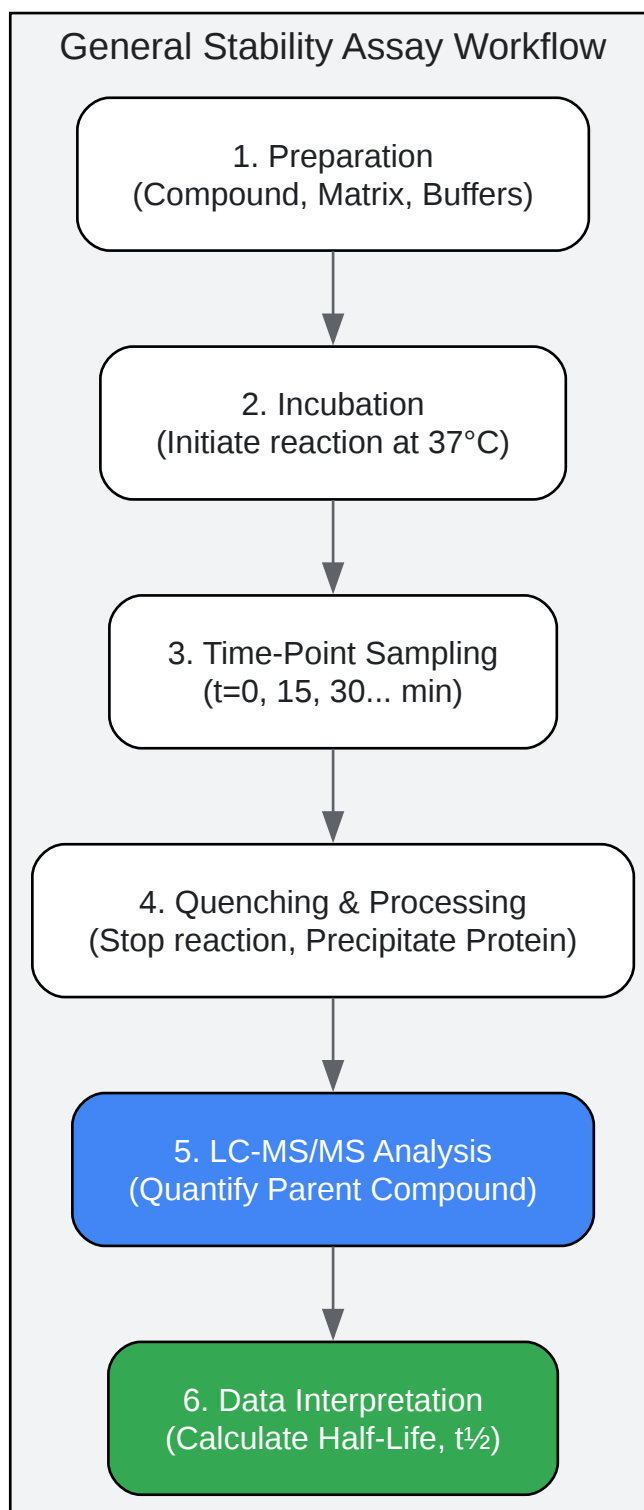 General Stability Assay Workflow
1. Preparation
(Compound, Matrix, Buffers)
2. Incubation
(Initiate reaction at 37°C)
3. Time-Point Sampling
(t=0, 15, 30... min)
4. Quenching & Processing
(Stop reaction, Precipitate Protein)
5. LC-MS/MS Analysis
(Quantify Parent Compound)
6. Data Interpretation
(Calculate Half-Life, t½)